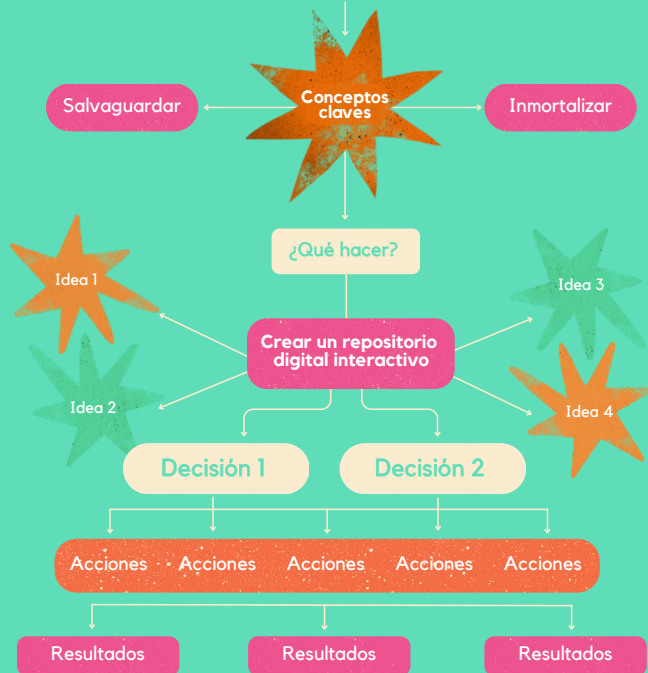 Conceptos
claves
Salvaguardar
Inmortalizar
¿Qué hacer?
Idea 1
Idea 3
Crear un repositorio
digital interactivo
Idea 2
Idea 4
Decisión 1
Decisión 2
Acciones
Acciones
Acciones
Acciones
Acciones
Resultados
Resultados
Resultados